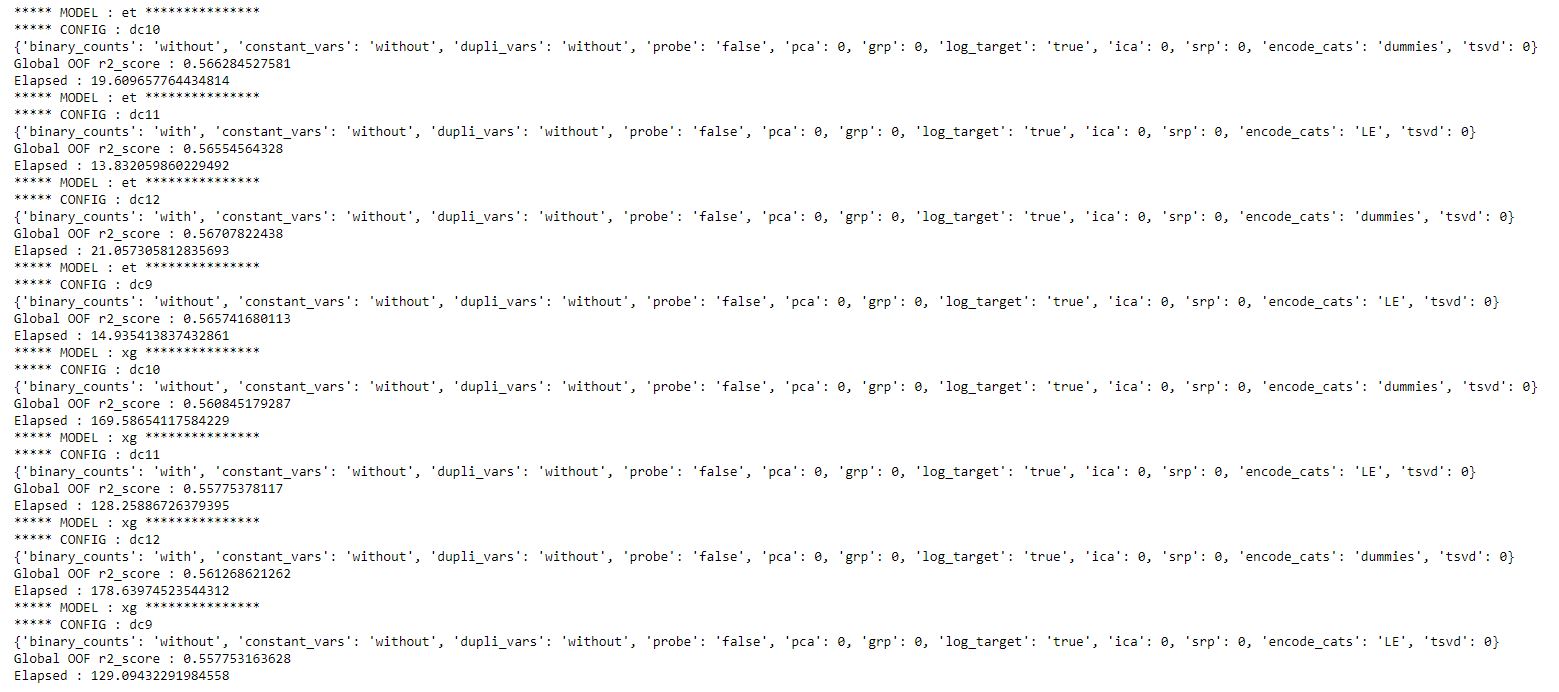 ***** MODEL : et ***************
***** CONFIG : dc10
{'binary_counts': 'without', 'constant_vars': 'without', 'dupli_vars': 'without', 'probe': 'false', 'pca': 0, 'grp': 0, 'log_target': 'true', 'ica': 0, 'srp': 0, 'encode_cats': 'dummies', 'tsvd': 0}
Global OOF r2_score : 0.566284527581
Elapsed : 19.609657764434814
***** MODEL : et ***************
***** CONFIG : dc11
{'binary_counts': 'with', 'constant_vars': 'without', 'dupli_vars': 'without', 'probe': 'false', 'pca': 0, 'grp': 0, 'log_target': 'true', 'ica': 0, 'srp': 0, 'encode_cats': 'LE', 'tsvd': 0}
Global OOF r2_score : 0.56554564328
Elapsed : 13.832059860229492
***** MODEL : et ***************
***** CONFIG : dc12
{'binary_counts': 'with', 'constant_vars': 'without', 'dupli_vars': 'without', 'probe': 'false', 'pca': 0, 'grp': 0, 'log_target': 'true', 'ica': 0, 'srp': 0, 'encode_cats': 'dummies', 'tsvd': 0}
Global OOF r2_score : 0.56707822438
Elapsed : 21.057305812835693
***** MODEL : et ***************
***** CONFIG : dc9
{'binary_counts': 'without', 'constant_vars': 'without', 'dupli_vars': 'without', 'probe': 'false', 'pca': 0, 'grp': 0, 'log_target': 'true', 'ica': 0, 'srp': 0, 'encode_cats': 'LE', 'tsvd': 0}
Global OOF r2_score : 0.565741680113
Elapsed : 14.935413837432861
***** MODEL : xg ***************
***** CONFIG : dc10
{'binary_counts': 'without', 'constant_vars': 'without', 'dupli_vars': 'without', 'probe': 'false', 'pca': 0, 'grp': 0, 'log_target': 'true', 'ica': 0, 'srp': 0, 'encode_cats': 'dummies', 'tsvd': 0}
Global OOF r2_score : 0.560845179287
Elapsed : 169.58654117584229
***** MODEL : xg ***************
***** CONFIG : dc11
{'binary_counts': 'with', 'constant_vars': 'without', 'dupli_vars': 'without', 'probe': 'false', 'pca': 0, 'grp': 0, 'log_target': 'true', 'ica': 0, 'srp': 0, 'encode_cats': 'LE', 'tsvd': 0}
Global OOF r2_score : 0.55775378117
Elapsed : 128.25886726379395
***** MODEL : xg ***************
***** CONFIG : dc12
{'binary_counts': 'with', 'constant_vars': 'without', 'dupli_vars': 'without', 'probe': 'false', 'pca': 0, 'grp': 0, 'log_target': 'true', 'ica': 0, 'srp': 0, 'encode_cats': 'dummies', 'tsvd': 0}
Global OOF r2_score : 0.561268621262
Elapsed : 178.63974523544312
***** MODEL : xg ***************
***** CONFIG : dc9
{'binary_counts': 'without', 'constant_vars': 'without', 'dupli_vars': 'without', 'probe': 'false', 'pca': 0, 'grp': 0, 'log_target': 'true', 'ica': 0, 'srp': 0, 'encode_cats': 'LE', 'tsvd': 0}
Global OOF r2_score : 0.557753163628
Elapsed : 129.09432291984558